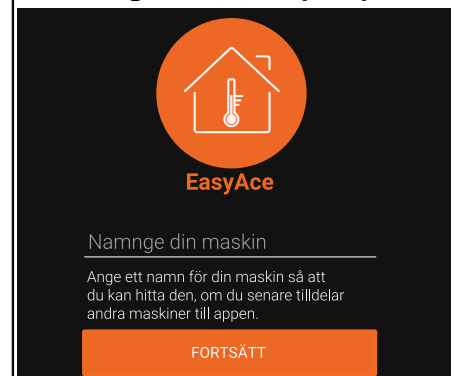 EasyAce
Namnge din maskin
Ange ett namn för din maskin så att
du kan hitta den, om du senare tilldelar
andra maskiner till appen.
FORTSÄTT